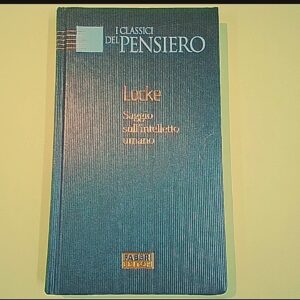 I CLASSICI
DEL PENSIERO
Locke
Saggio
sull'intelletto
umano
FABBRI
EDITORI